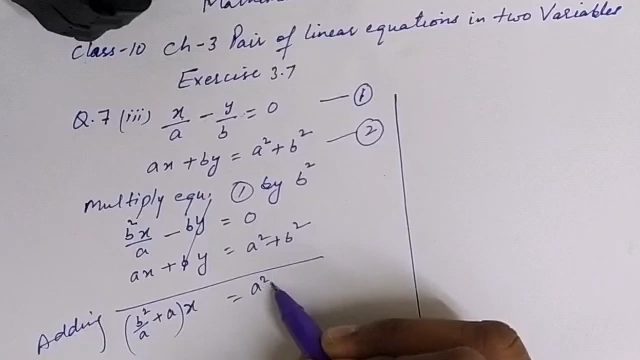 Mathem
Class-10 Ch-3 Pair of linear equations in two Variables
Exercise 3.7
Q.7 (iii) x/a - y/b = 0 — ①
ax + by = a² + b² — ②
Multiply equ, ① by b²
b²x/a - by = 0
ax + by = a² + b²
Adding (b²/a + a)x = a²